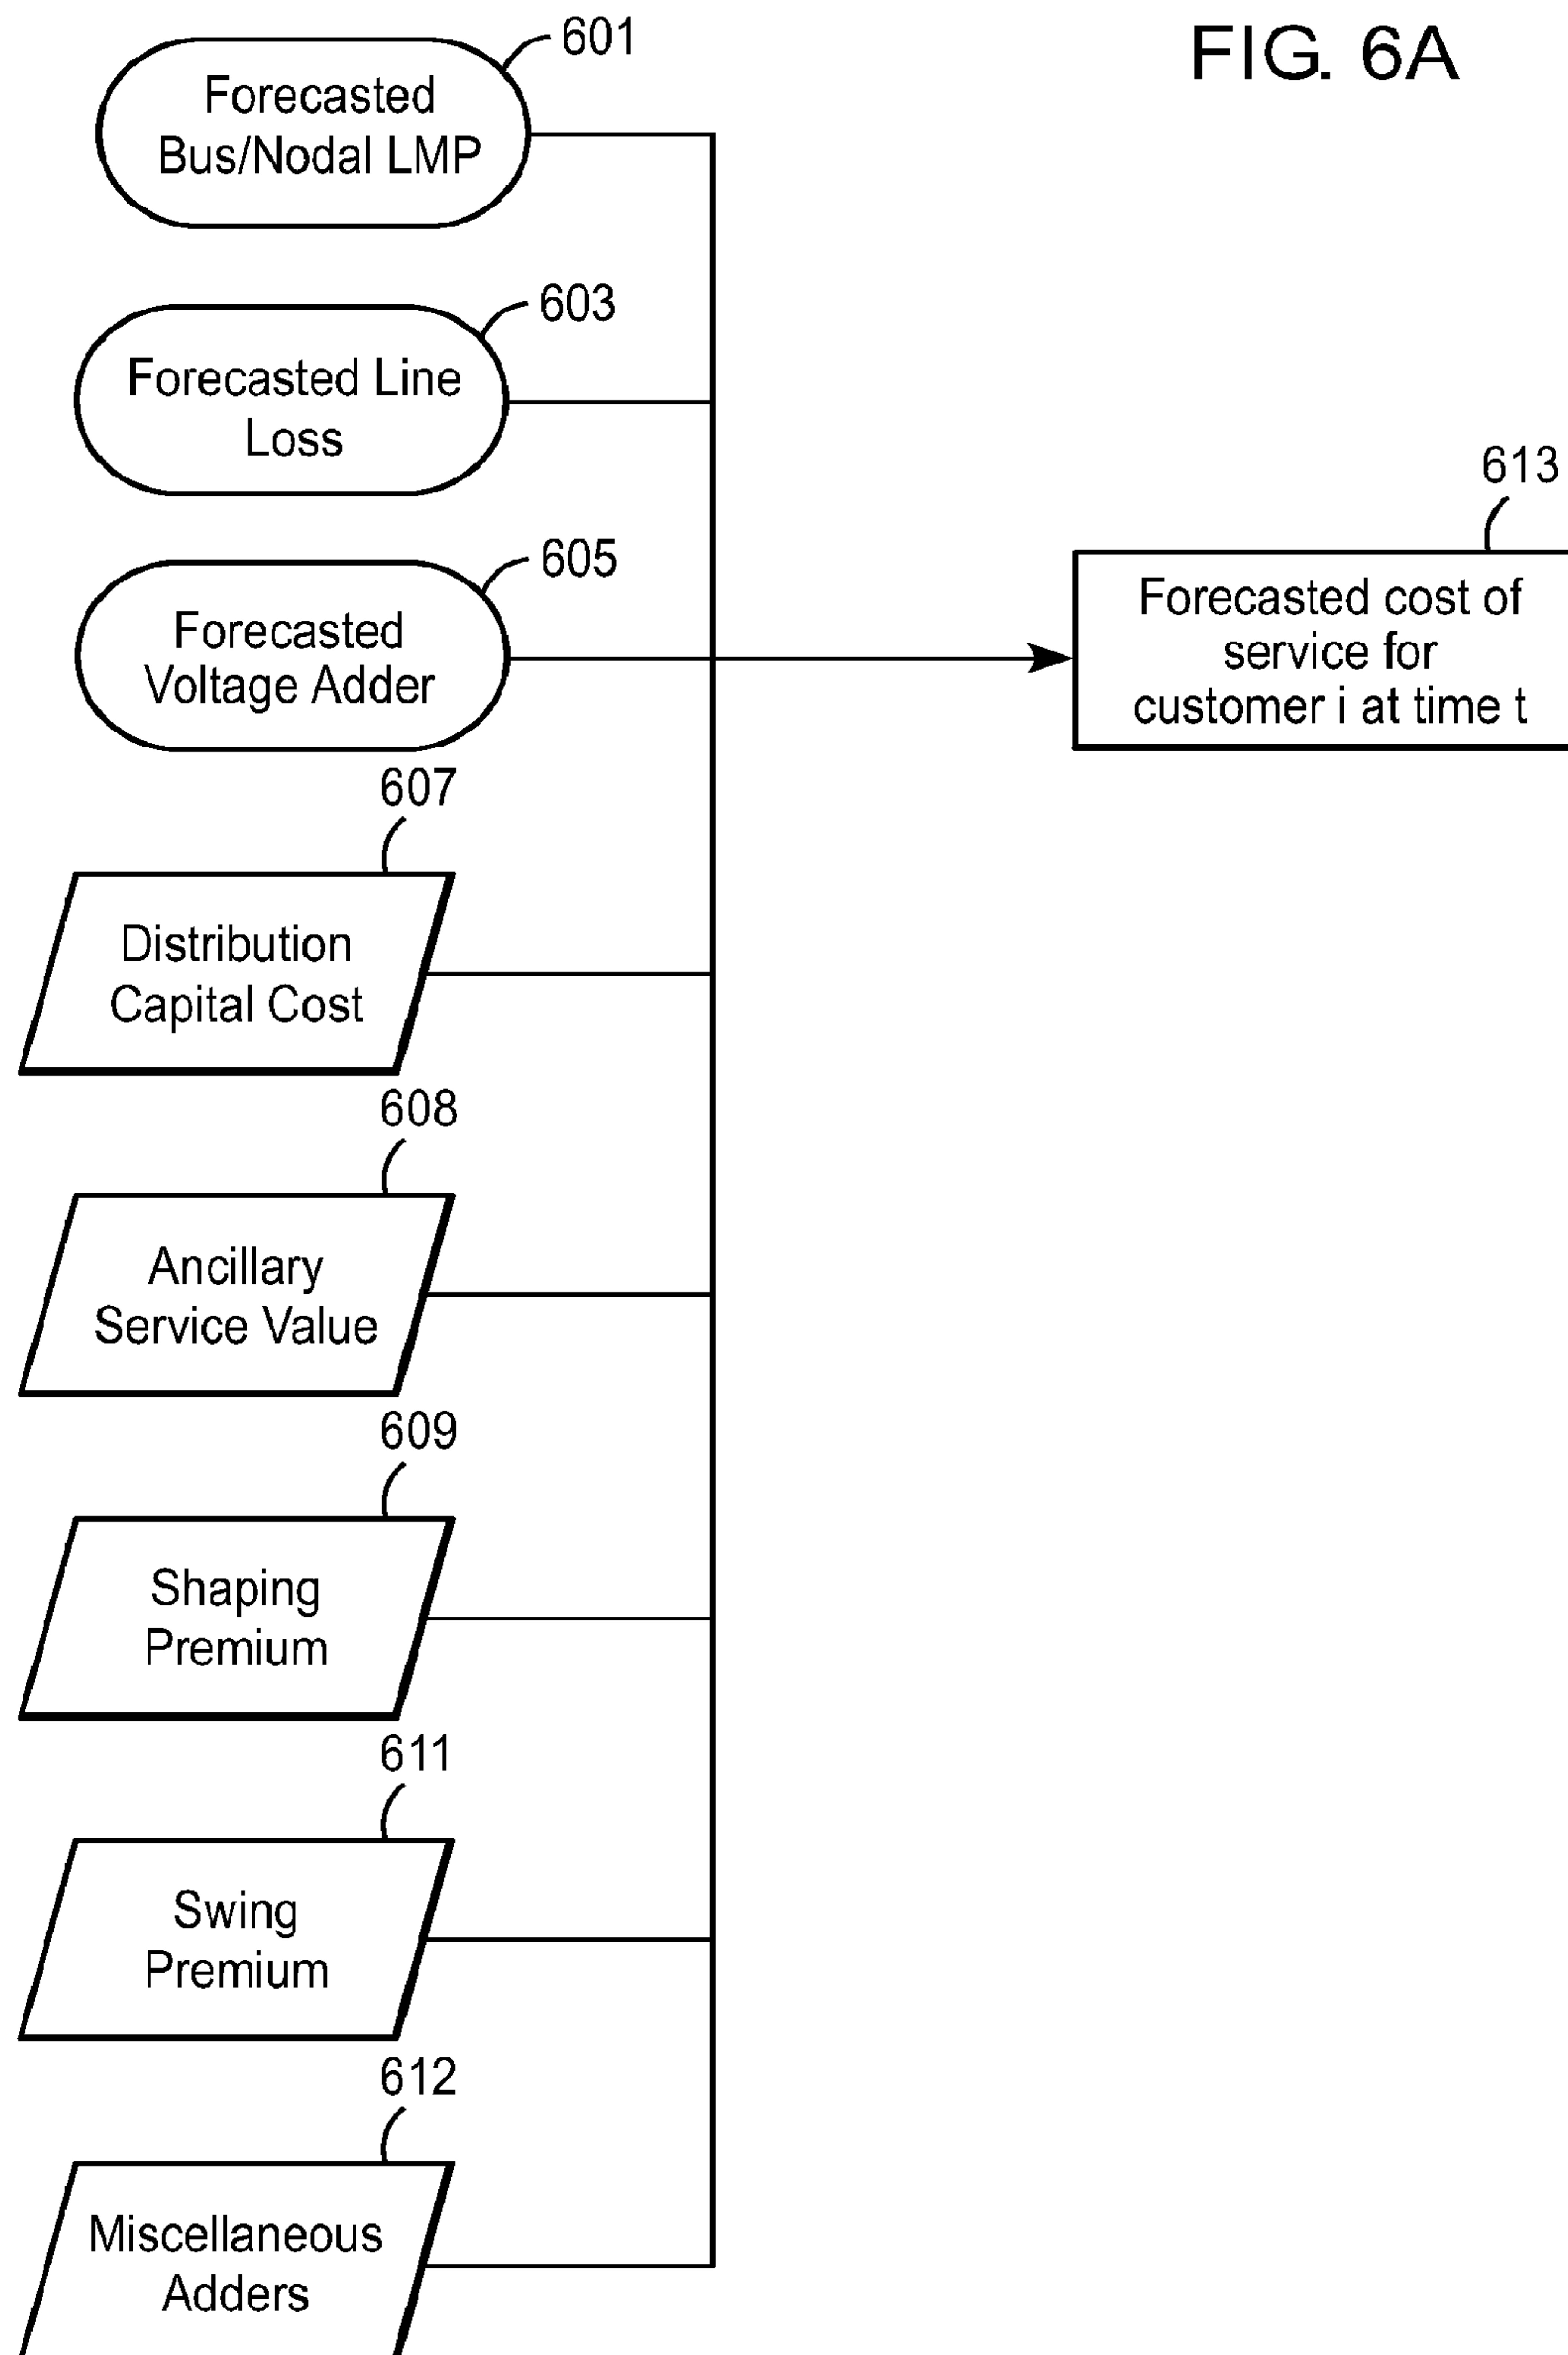 FIG. 6A
601
Forecasted
Bus/Nodal LMP
603
Forecasted Line
Loss
605
Forecasted
Voltage Adder
613
Forecasted cost of
service for
customer i at time t
607
Distribution
Capital Cost
608
Ancillary
Service Value
609
Shaping
Premium
611
Swing
Premium
612
Miscellaneous
Adders